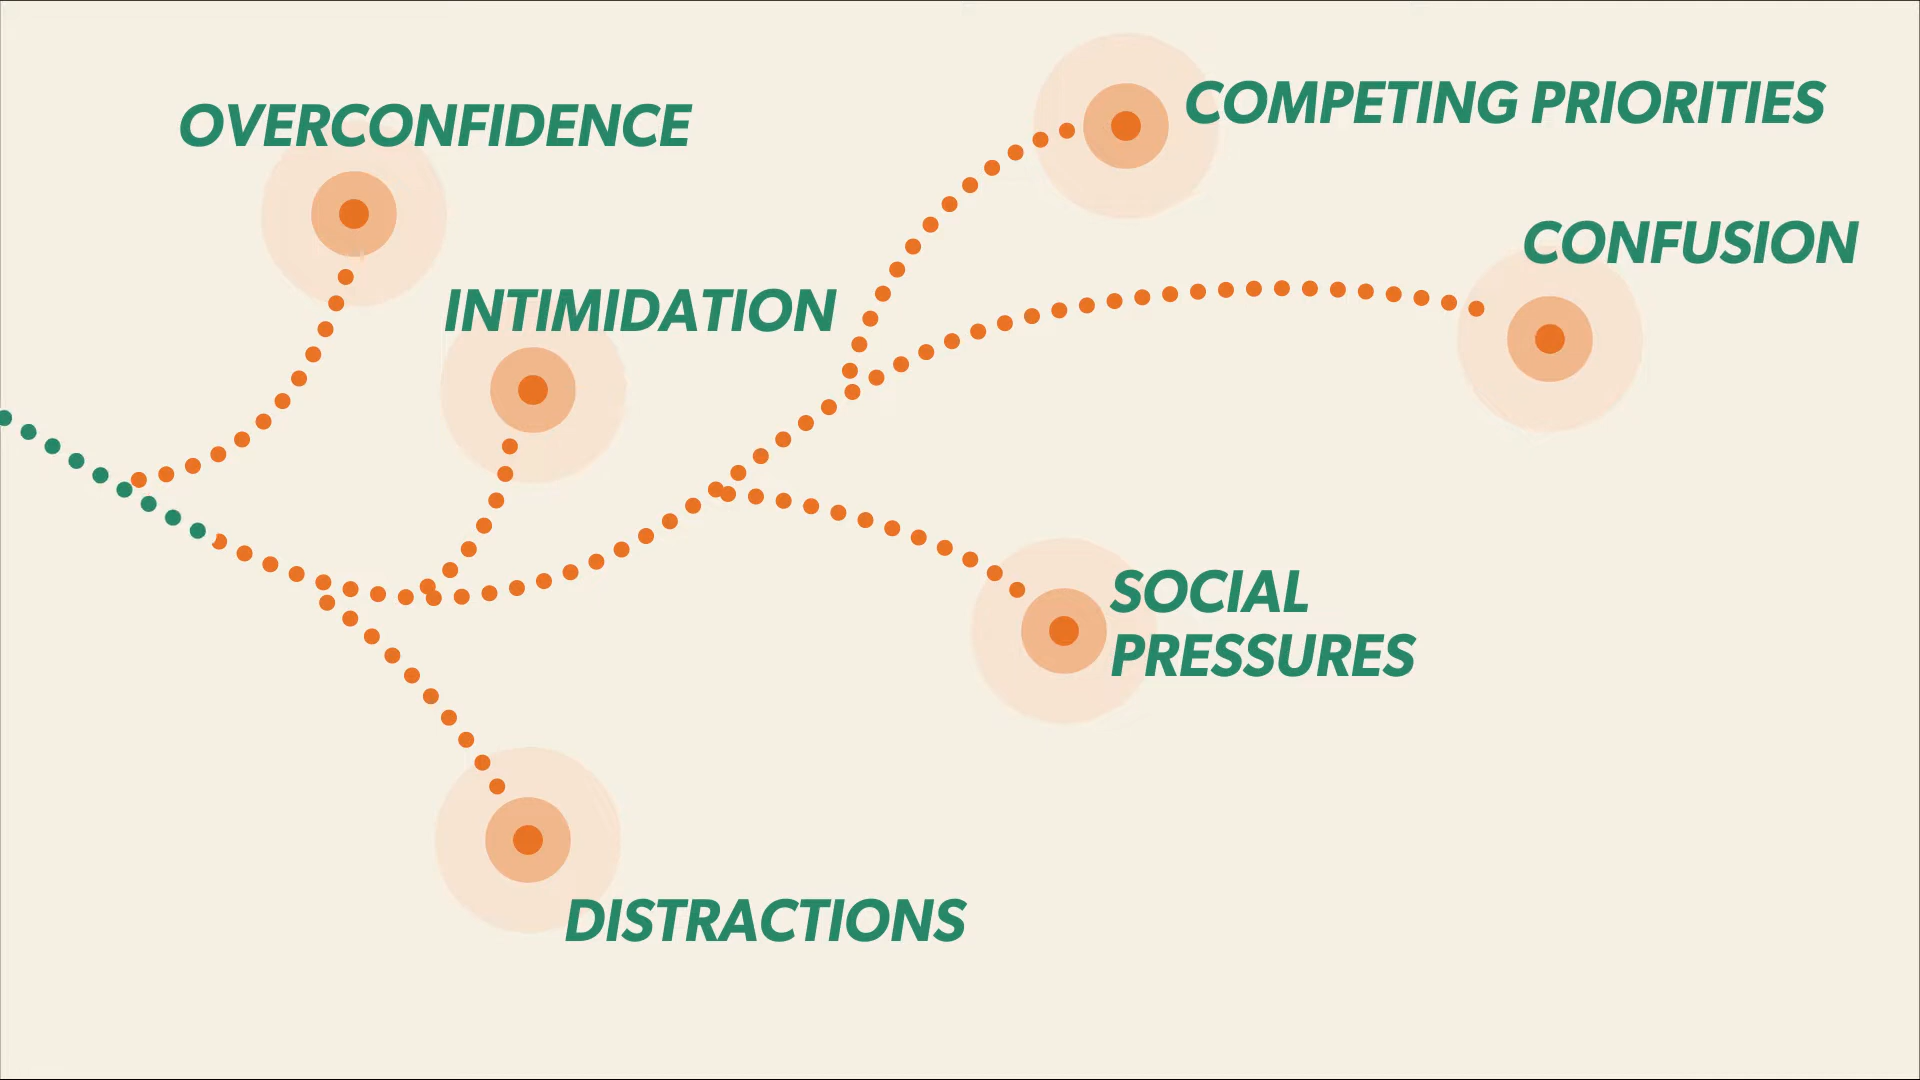 OVERCONFIDENCE
COMPETING PRIORITIES
CONFUSION
INTIMIDATION
SOCIAL
PRESSURES
DISTRACTIONS